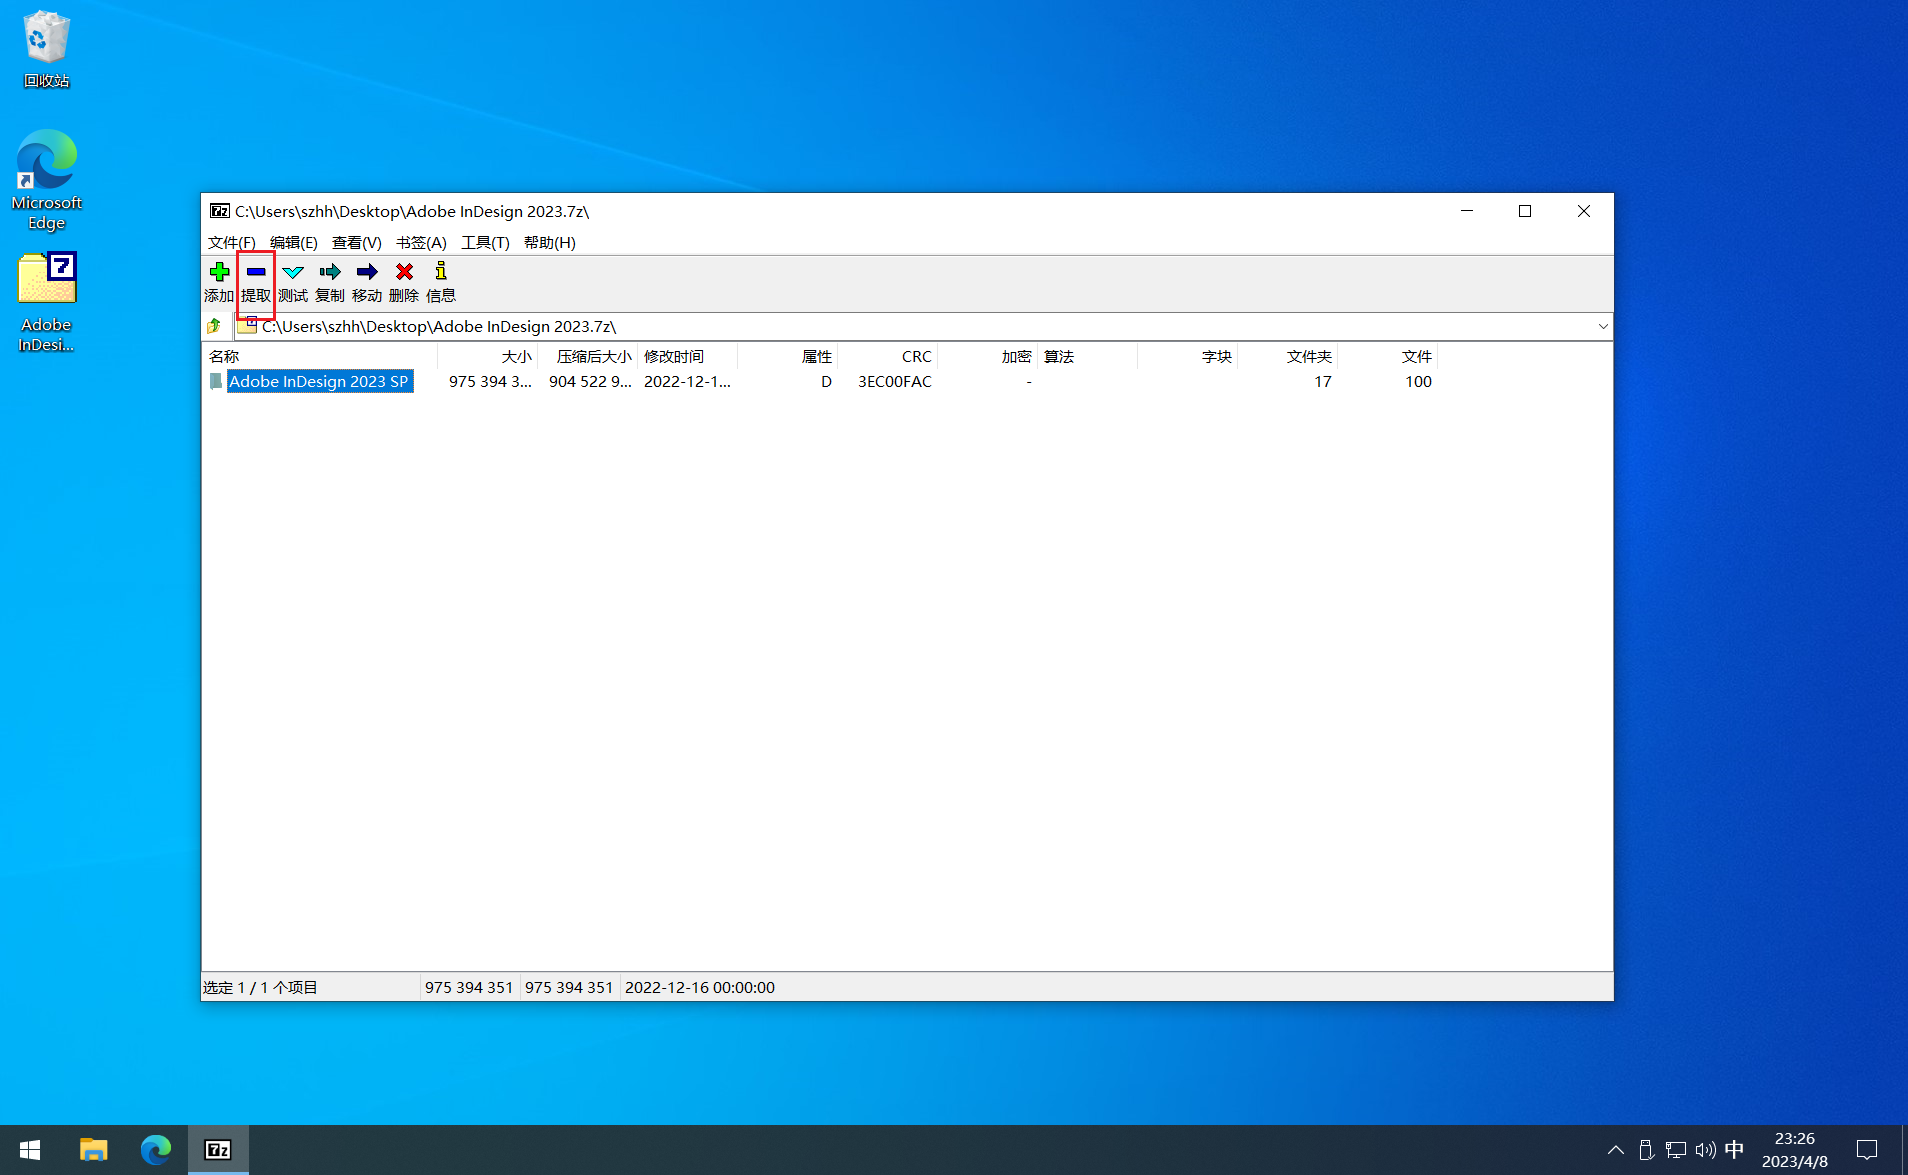 回收站
Microsoft
Edge
7
Adobe
InDesi...
7z C:\Users\szhh\Desktop\Adobe InDesign 2023.7z\
文件(F) 编辑(E) 查看(V) 书签(A) 工具(T) 帮助(H)
添加 提取 测试 复制 移动 删除 信息
C:\Users\szhh\Desktop\Adobe InDesign 2023.7z\
名称 大小 压缩后大小 修改时间 属性 CRC 加密 算法 字块 文件夹 文件
Adobe InDesign 2023 SP 975 394 3... 904 522 9... 2022-12-1... D 3EC00FAC - 17 100
选定 1 / 1 个项目 975 394 351 975 394 351 2022-12-16 00:00:00
7z
中
23:26
2023/4/8